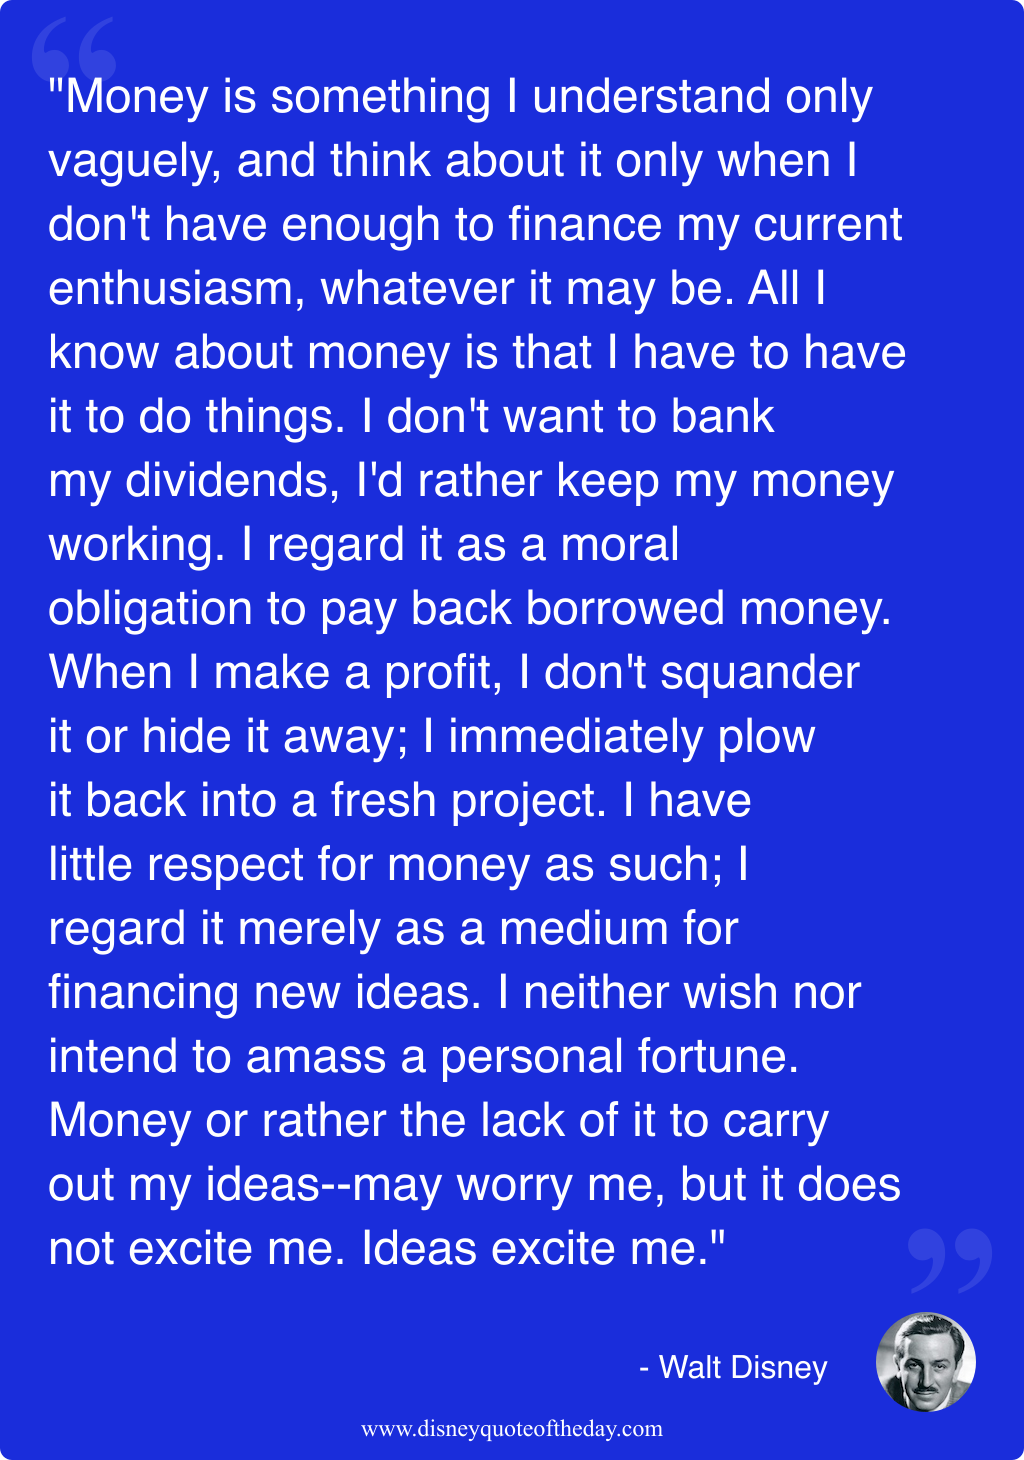 "Money is something I understand only
vaguely, and think about it only when I
don't have enough to finance my current
enthusiasm, whatever it may be. All I
know about money is that I have to have
it to do things. I don't want to bank
my dividends, I'd rather keep my money
working. I regard it as a moral
obligation to pay back borrowed money.
When I make a profit, I don't squander
it or hide it away; I immediately plow
it back into a fresh project. I have
little respect for money as such; I
regard it merely as a medium for
financing new ideas. I neither wish nor
intend to amass a personal fortune.
Money or rather the lack of it to carry
out my ideas--may worry me, but it does
not excite me. Ideas excite me."
- Walt Disney
www.disneyquoteoftheday.com